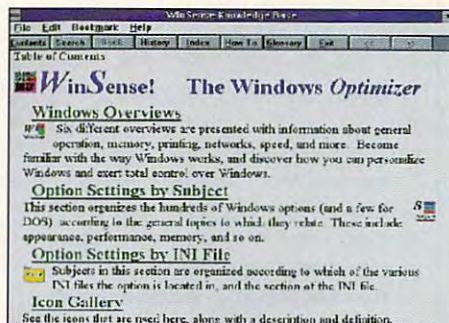 WinSense Knowledge Base
File Edit Bookmark Help
Contents Search Back History Index How To Glossary Exit << >>
Table of Contents
WinSense! The Windows Optimizer
Windows Overviews
Six different overviews are presented with information about general
operation, memory, printing, networks, speed, and more. Become
familiar with the way Windows works, and discover how you can personalize
Windows and exert total control over Windows.
Option Settings by Subject
This section organizes the hundreds of Windows options (and a few for
DOS) according to the general topics to which they relate. These include
appearance, performance, memory, and so on.
Option Settings by INI File
Subjects in this section are organized according to which of the various
INI files the option is located in, and the section of the INI file.
Icon Gallery
See the icons that are used here, along with a description and definition.